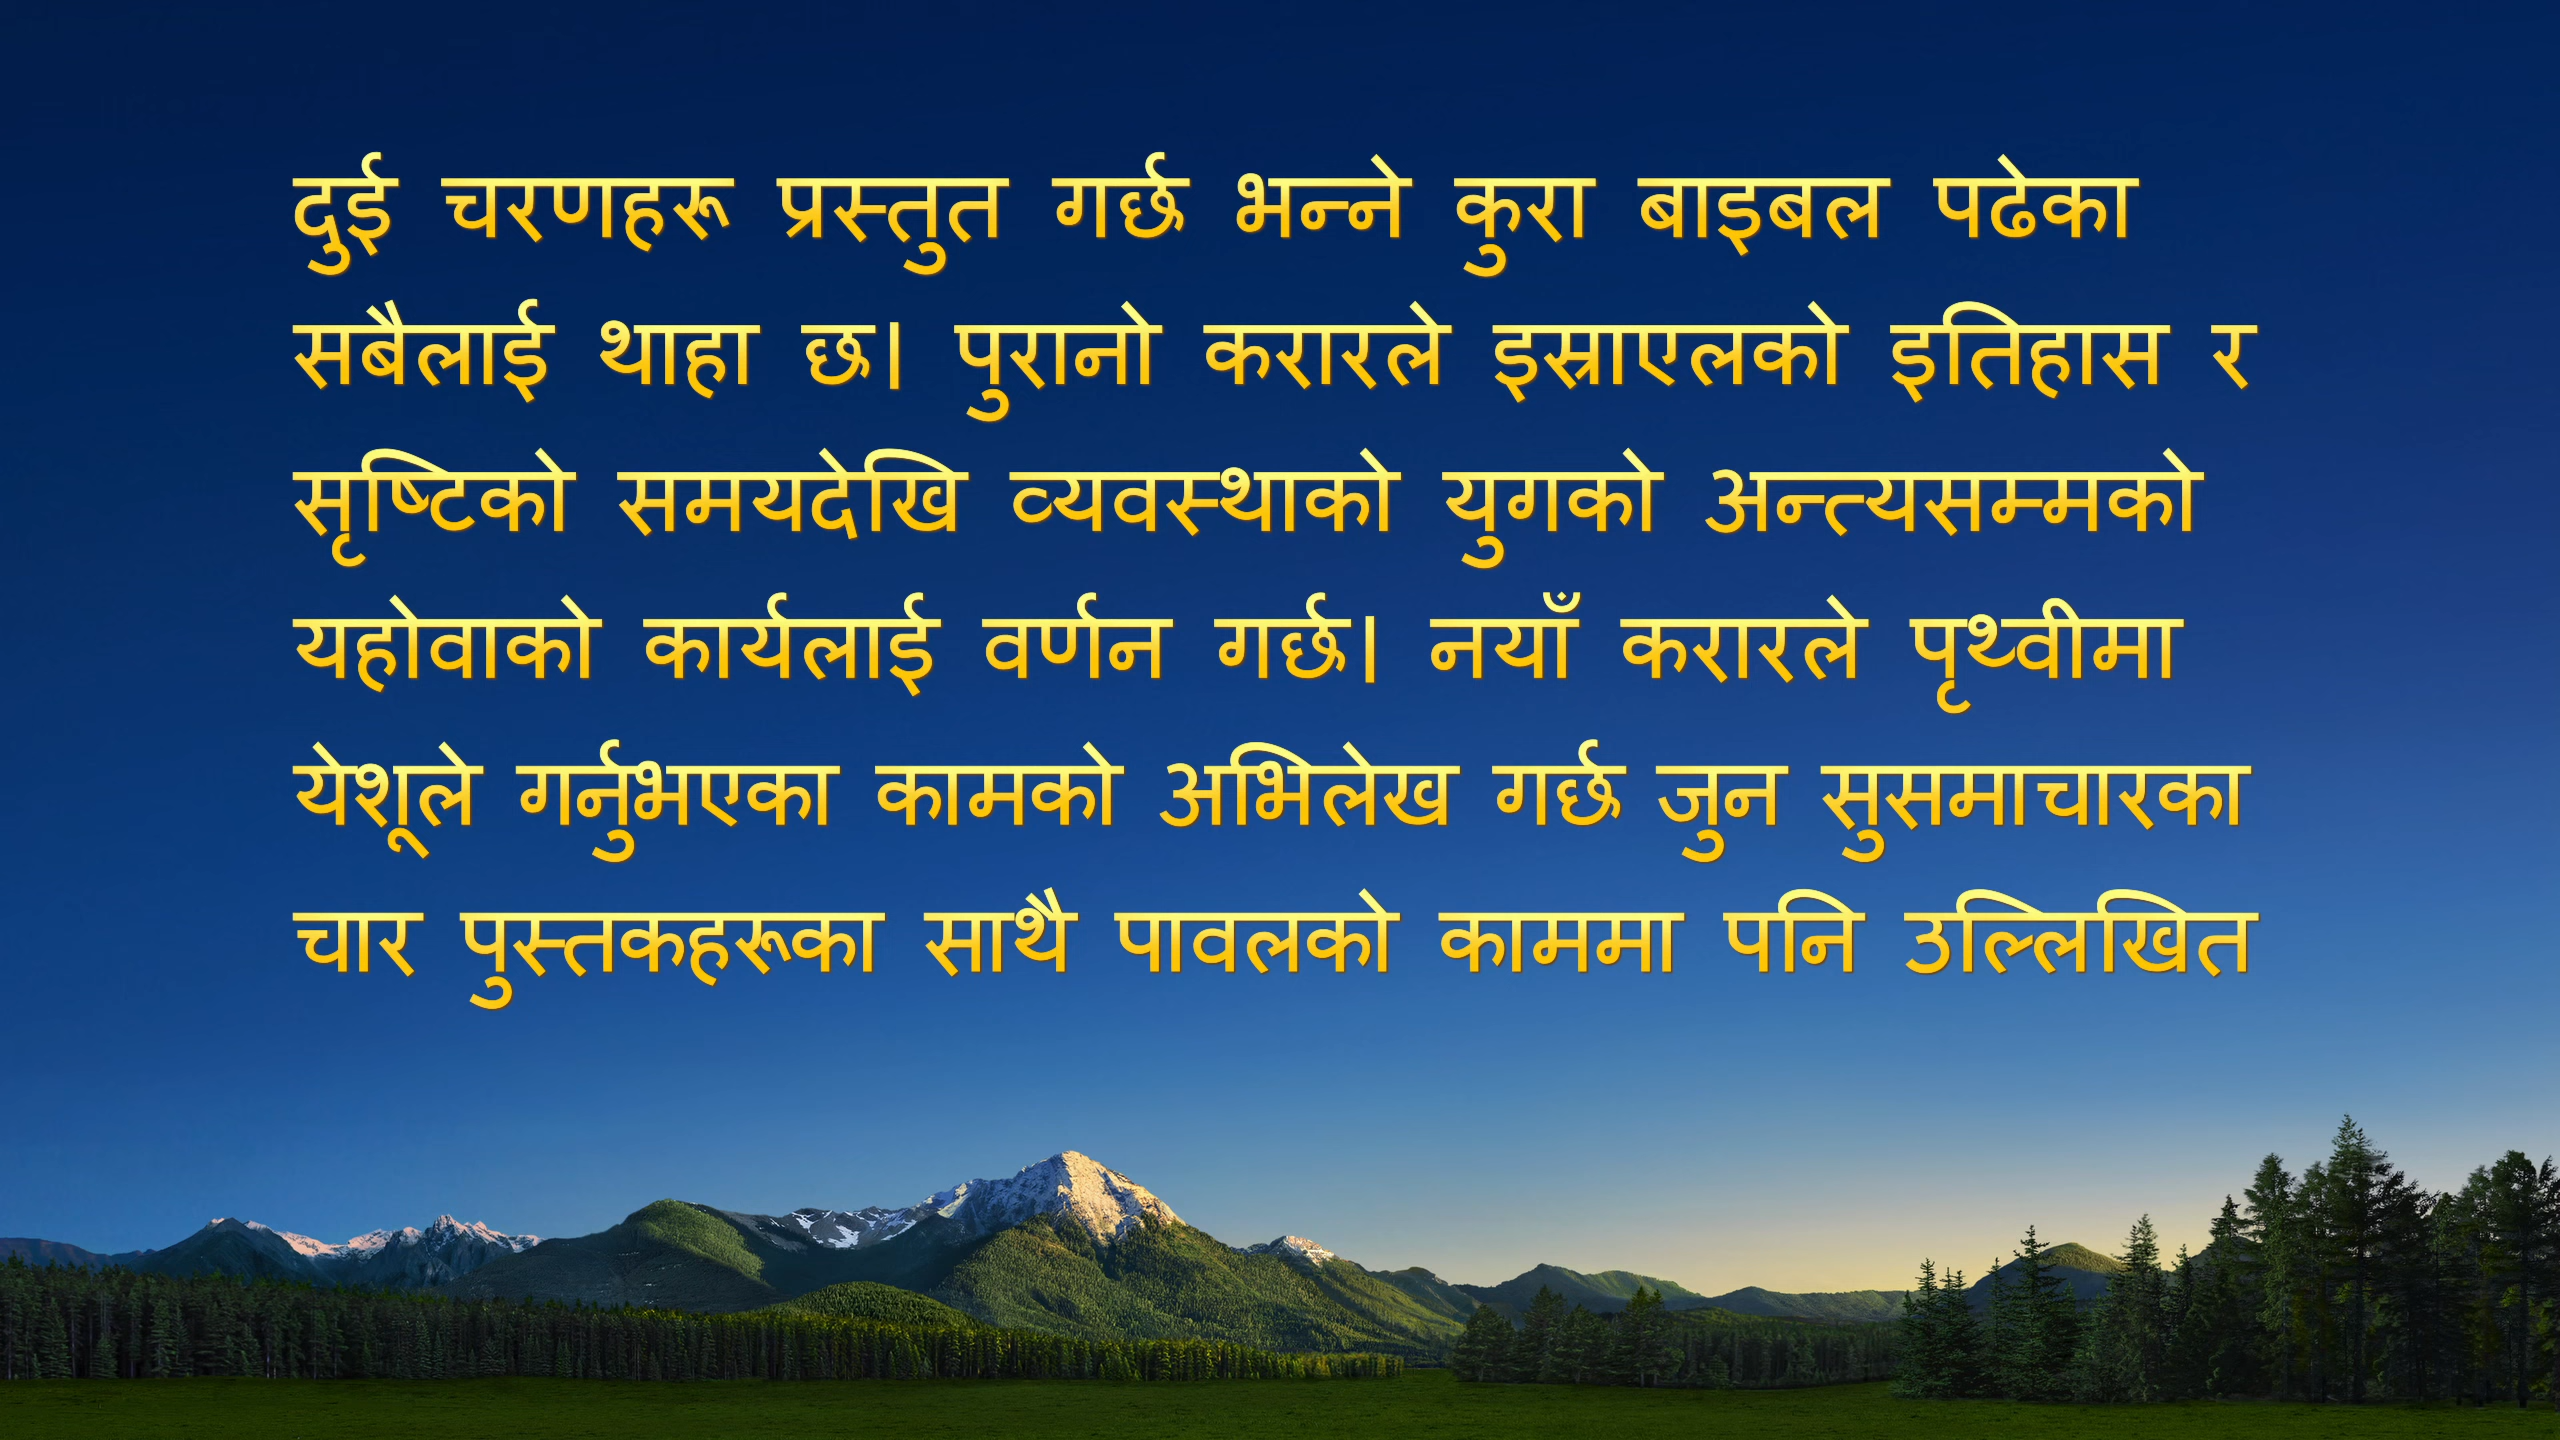 दुई चरणहरू प्रस्तुत गर्छ भन्ने कुरा बाइबल पढेका
सबैलाई थाहा छ। पुरानो करारले इस्राएलको इतिहास र
सृष्टिको समयदेखि व्यवस्थाको युगको अन्त्यसम्मको
यहोवाको कार्यलाई वर्णन गर्छ। नयाँ करारले पृथ्वीमा
येशूले गर्नुभएका कामको अभिलेख गर्छ जुन सुसमाचारका
चार पुस्तकहरूका साथै पावलको काममा पनि उल्लिखित